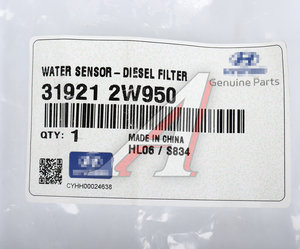 WATER SENSOR - DIESEL FILTER
Genuine Parts
31921 2W950
QTY: 1
MADE IN CHINA
HL06 / S834
CYHH00024638